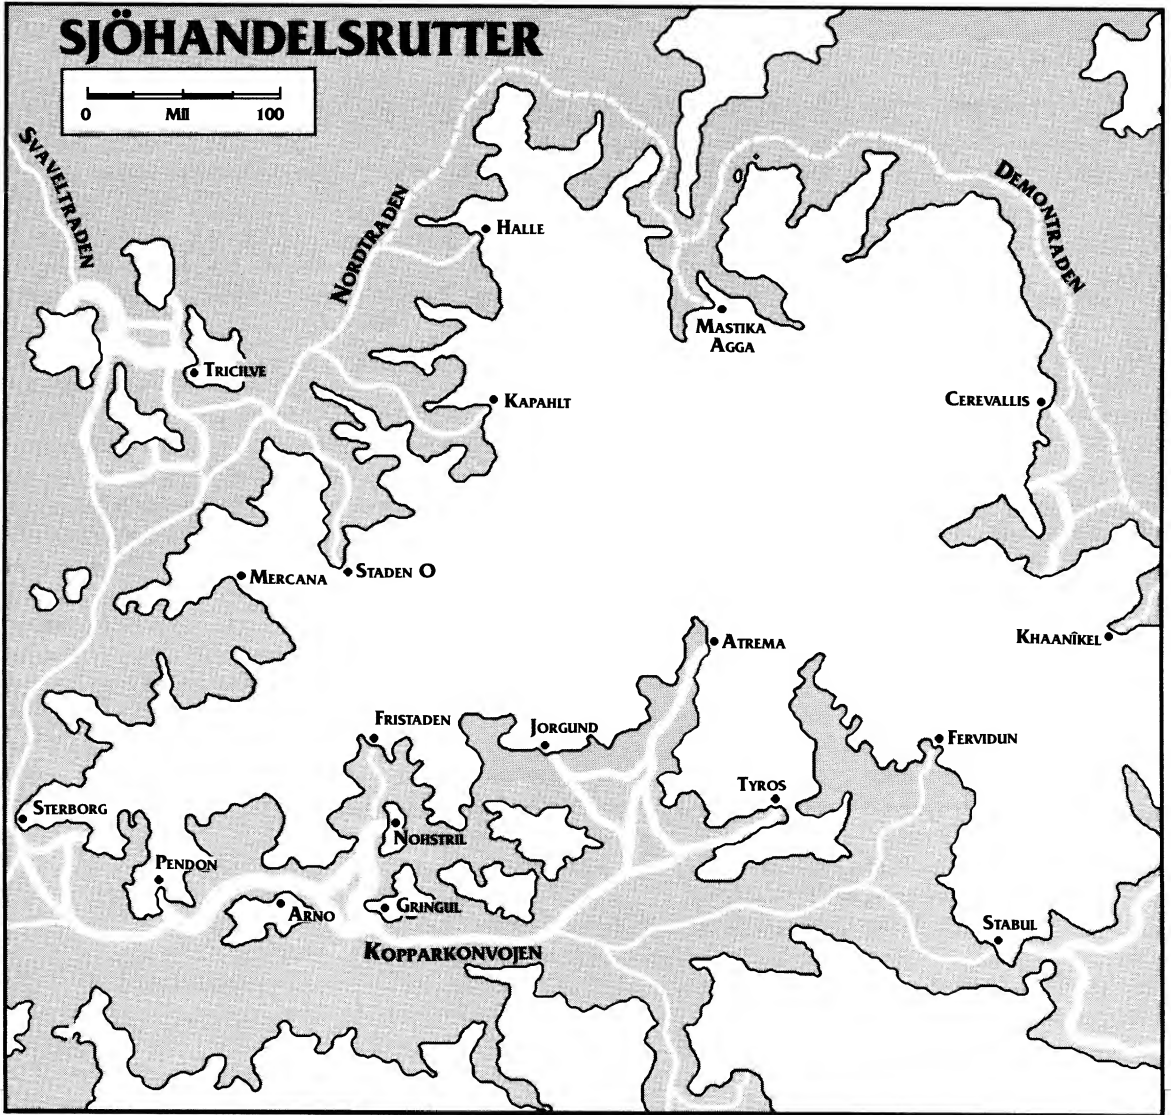 SJÖHANDELSRUTTER
0 MIL 100
SVAVELTRADEN
NORDTRADEN
DEMONTRADEN
HALLE
MASTIKA
AGGA
TRICILVE
KAPAHLT
CEREVALLIS
MERCANA
STADEN O
ATREMA
KHAANÎKEL
FRISTADEN
JORGUND
FERVIDUN
TYROS
STERBORG
NOHSTRIL
PENDON
ARNO
GRINGUL
STABUL
KOPPARKONVOJEN